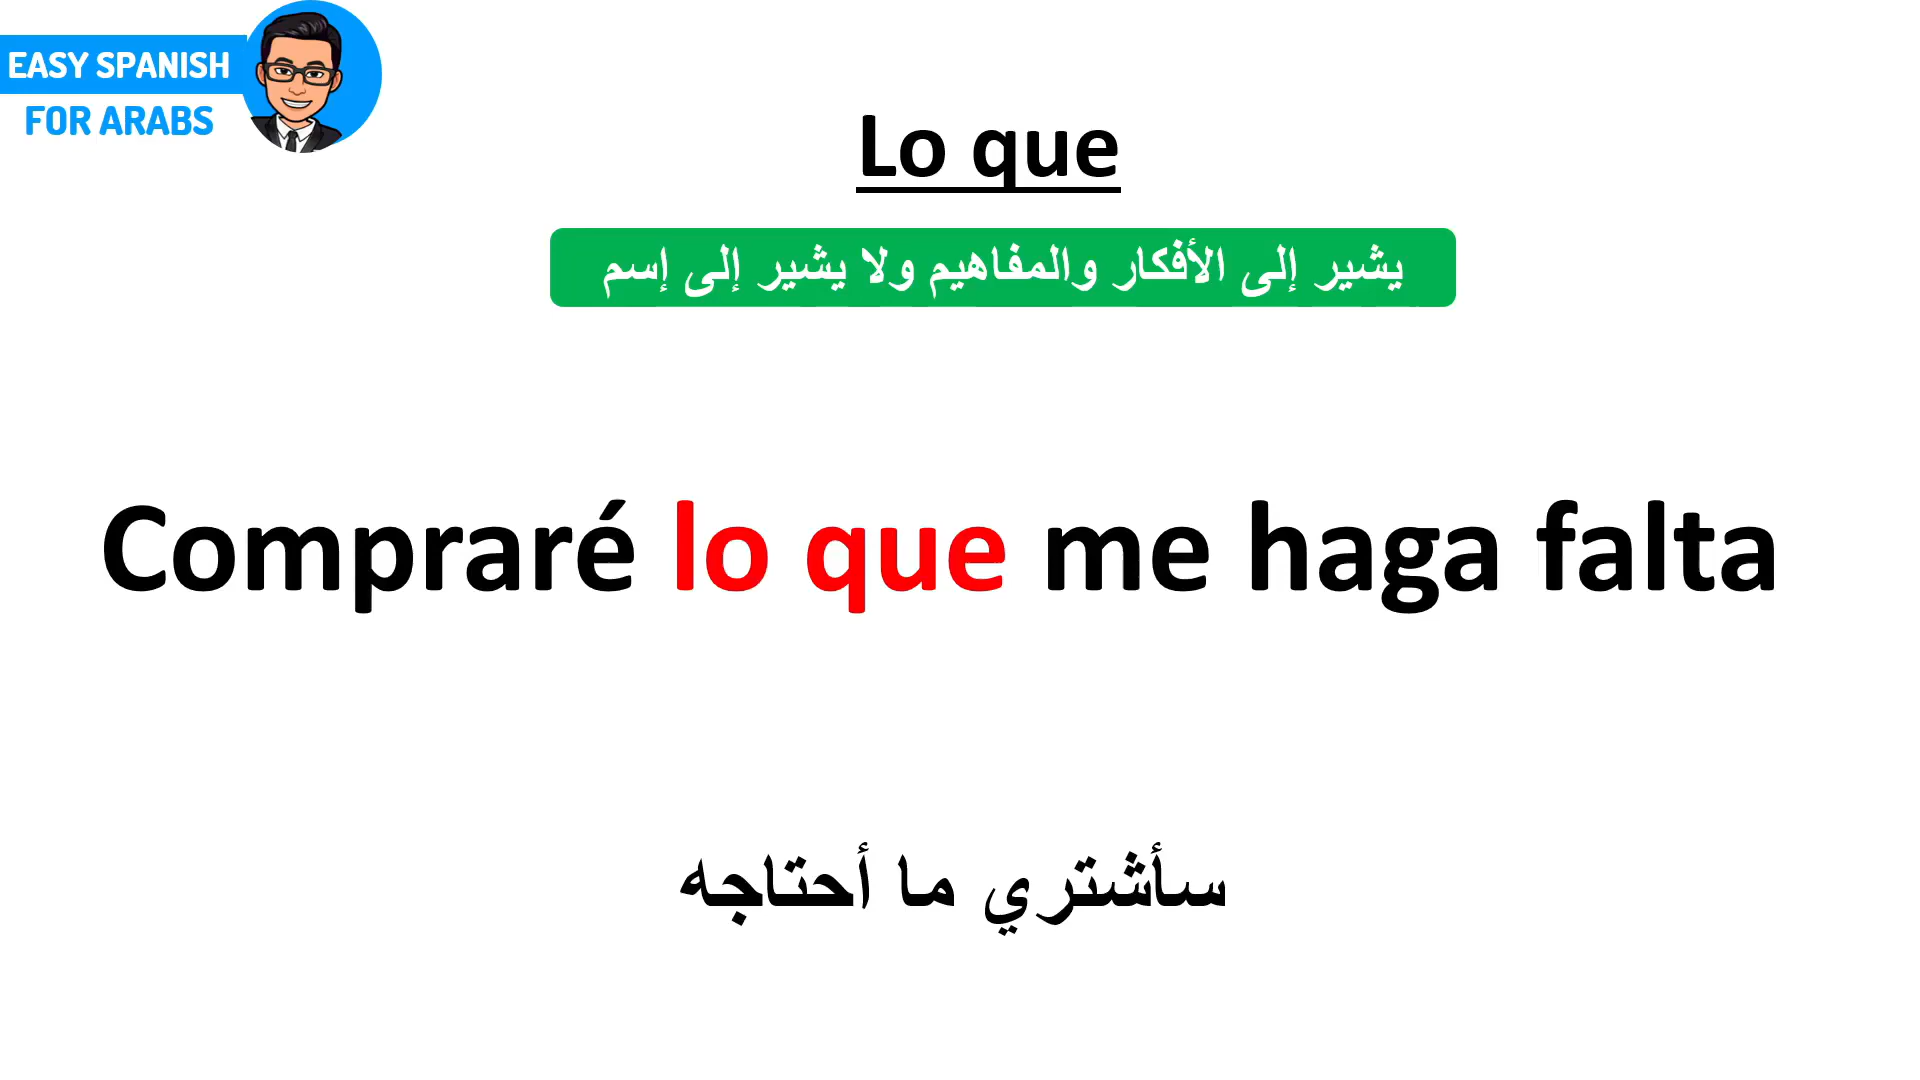 EASY SPANISH
FOR ARABS
Lo que
يشير إلى الأفكار والمفاهيم ولا يشير إلى إسم
Compraré lo que me haga falta
سأشتري ما أحتاجه